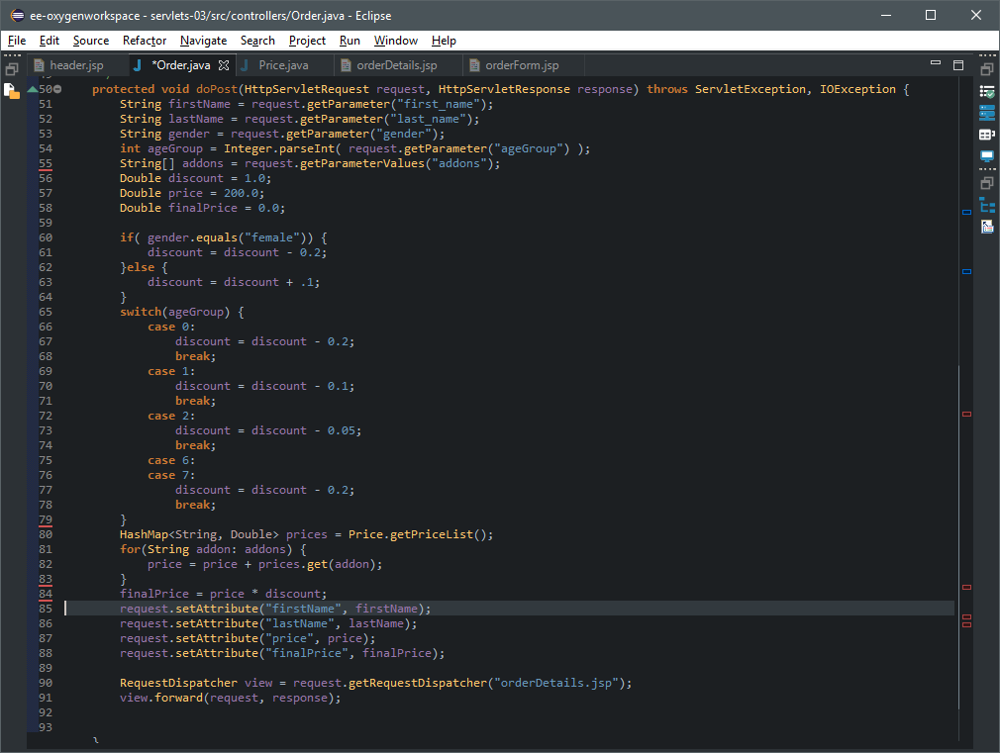 ee-oxygenworkspace - servlets-03/src/controllers/Order.java - Eclipse
File Edit Source Refactor Navigate Search Project Run Window Help
header.jsp *Order.java Price.java orderDetails.jsp orderForm.jsp
50 protected void doPost(HttpServletRequest request, HttpServletResponse response) throws ServletException, IOException {
51 String firstName = request.getParameter("first_name");
52 String lastName = request.getParameter("last_name");
53 String gender = request.getParameter("gender");
54 int ageGroup = Integer.parseInt( request.getParameter("ageGroup") );
55 String[] addons = request.getParameterValues("addons");
56 Double discount = 1.0;
57 Double price = 200.0;
58 Double finalPrice = 0.0;
59
60 if( gender.equals("female")) {
61 discount = discount - 0.2;
62 }else {
63 discount = discount + .1;
64 }
65 switch(ageGroup) {
66 case 0:
67 discount = discount - 0.2;
68 break;
69 case 1:
70 discount = discount - 0.1;
71 break;
72 case 2:
73 discount = discount - 0.05;
74 break;
75 case 6:
76 case 7:
77 discount = discount - 0.2;
78 break;
79 }
80 HashMap<String, Double> prices = Price.getPriceList();
81 for(String addon: addons) {
82 price = price + prices.get(addon);
83 }
84 finalPrice = price * discount;
85 request.setAttribute("firstName", firstName);
86 request.setAttribute("lastName", lastName);
87 request.setAttribute("price", price);
88 request.setAttribute("finalPrice", finalPrice);
89
90 RequestDispatcher view = request.getRequestDispatcher("orderDetails.jsp");
91 view.forward(request, response);
92
93